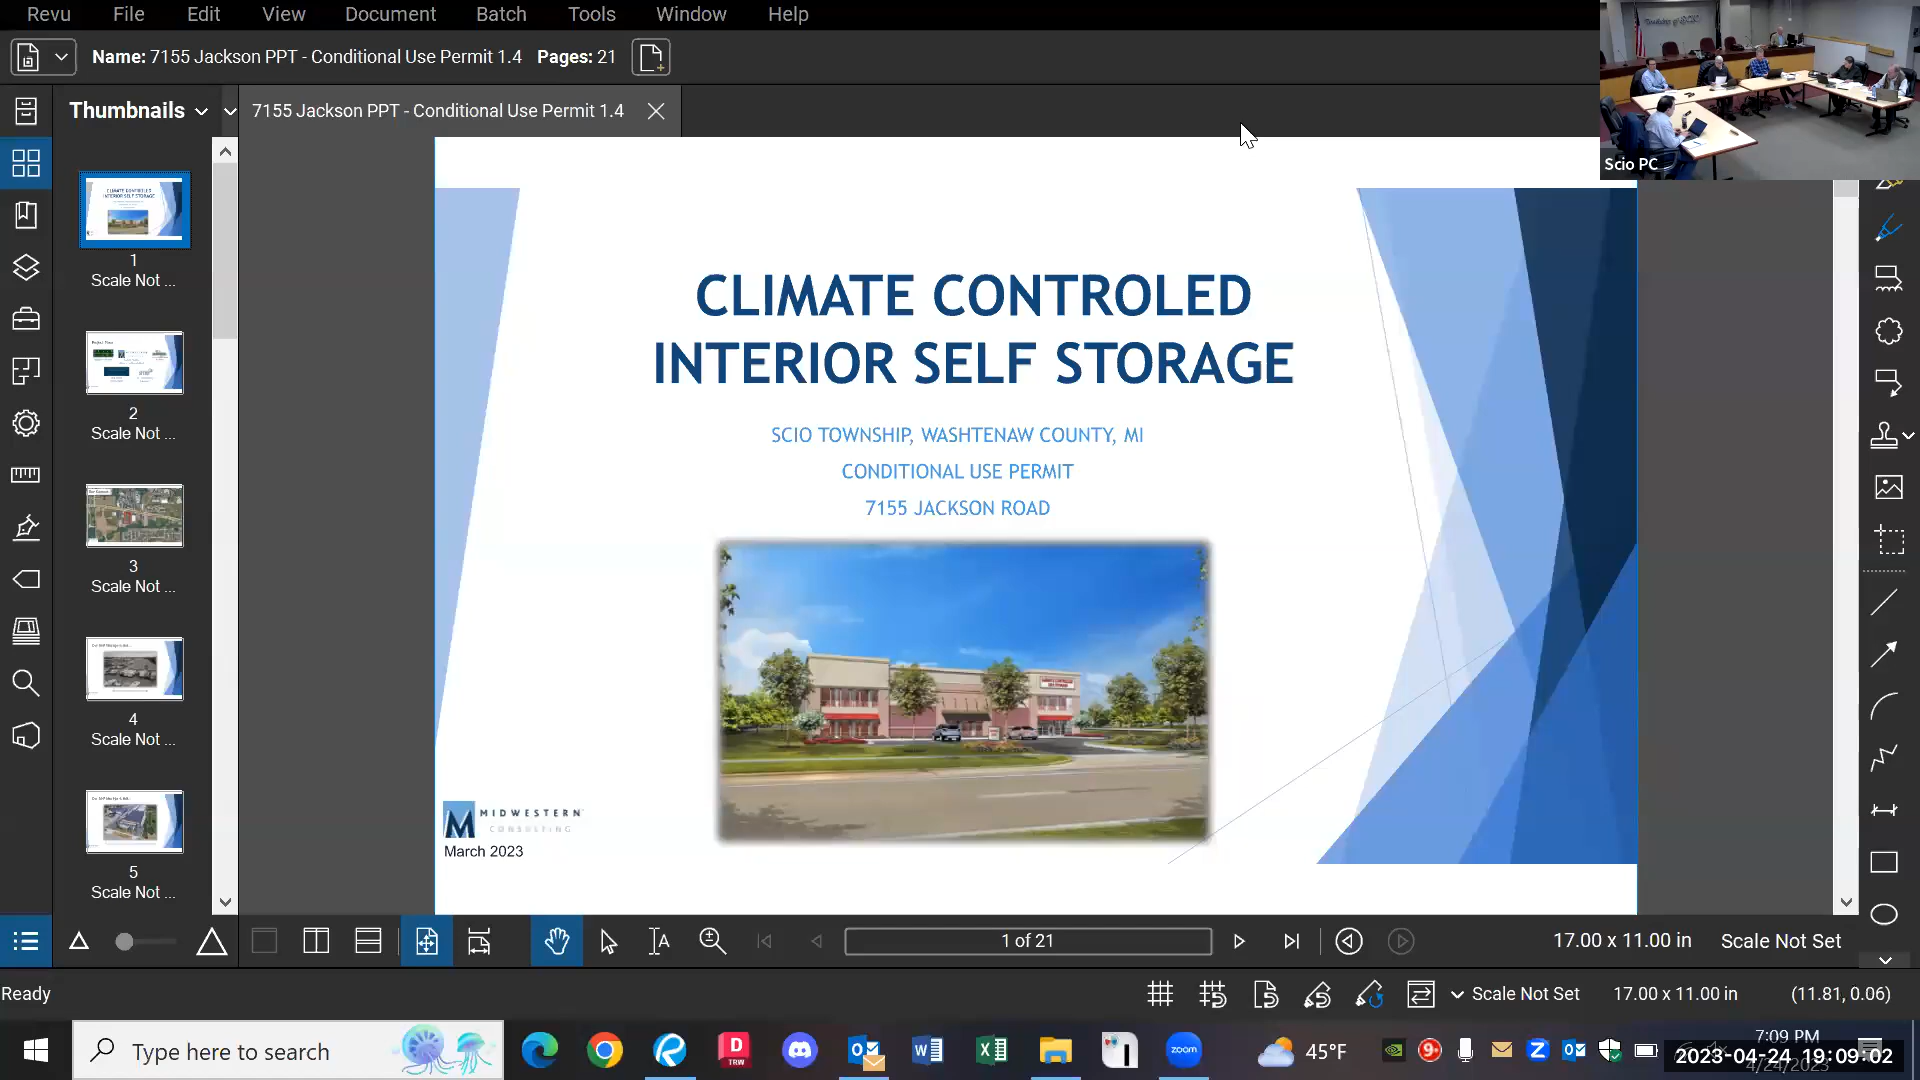 Revu File Edit View Document Batch Tools Window Help
Name: 7155 Jackson PPT - Conditional Use Permit 1.4 Pages: 21
Thumbnails
7155 Jackson PPT - Conditional Use Permit 1.4
Scio PC
1
Scale Not ...
2
Scale Not ...
3
Scale Not ...
4
Scale Not ...
5
Scale Not ...
CLIMATE CONTROLED
INTERIOR SELF STORAGE
SCIO TOWNSHIP, WASHTENAW COUNTY, MI
CONDITIONAL USE PERMIT
7155 JACKSON ROAD
MIDWESTERN
CONSULTING
March 2023
1 of 21
17.00 x 11.00 in Scale Not Set
Ready
Scale Not Set 17.00 x 11.00 in (11.81, 0.06)
Type here to search
zoom
45°F
7:09 PM
2023-04-24 19:09:02
4/24/2023